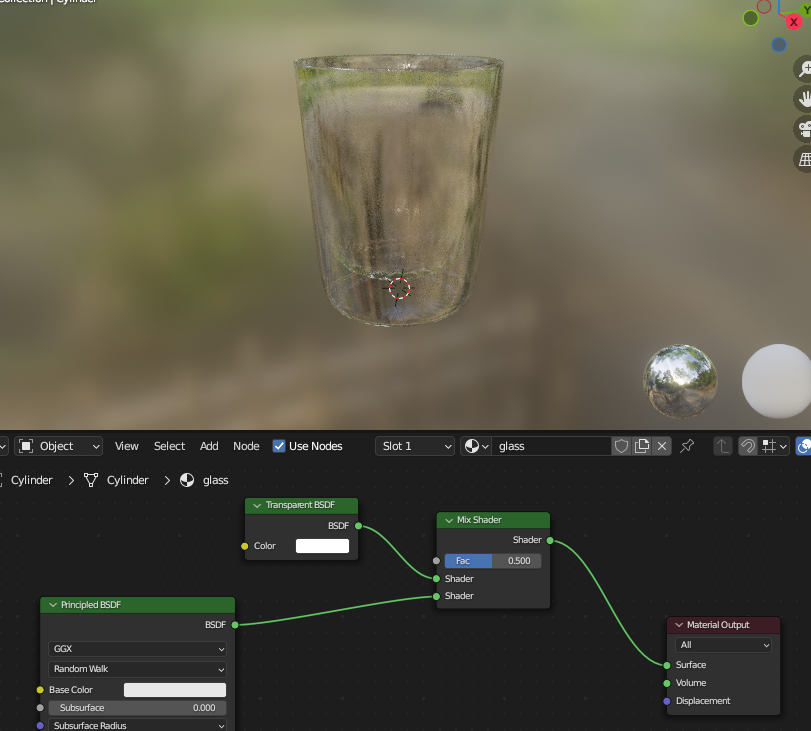 Collection | Cylinder
Y
X
Object View Select Add Node Use Nodes Slot 1 glass
Cylinder > Cylinder > glass
Transparent BSDF
BSDF
Color
Mix Shader
Shader
Fac 0.500
Shader
Shader
Principled BSDF
BSDF
GGX
Random Walk
Base Color
Subsurface 0.000
Subsurface Radius
Material Output
All
Surface
Volume
Displacement